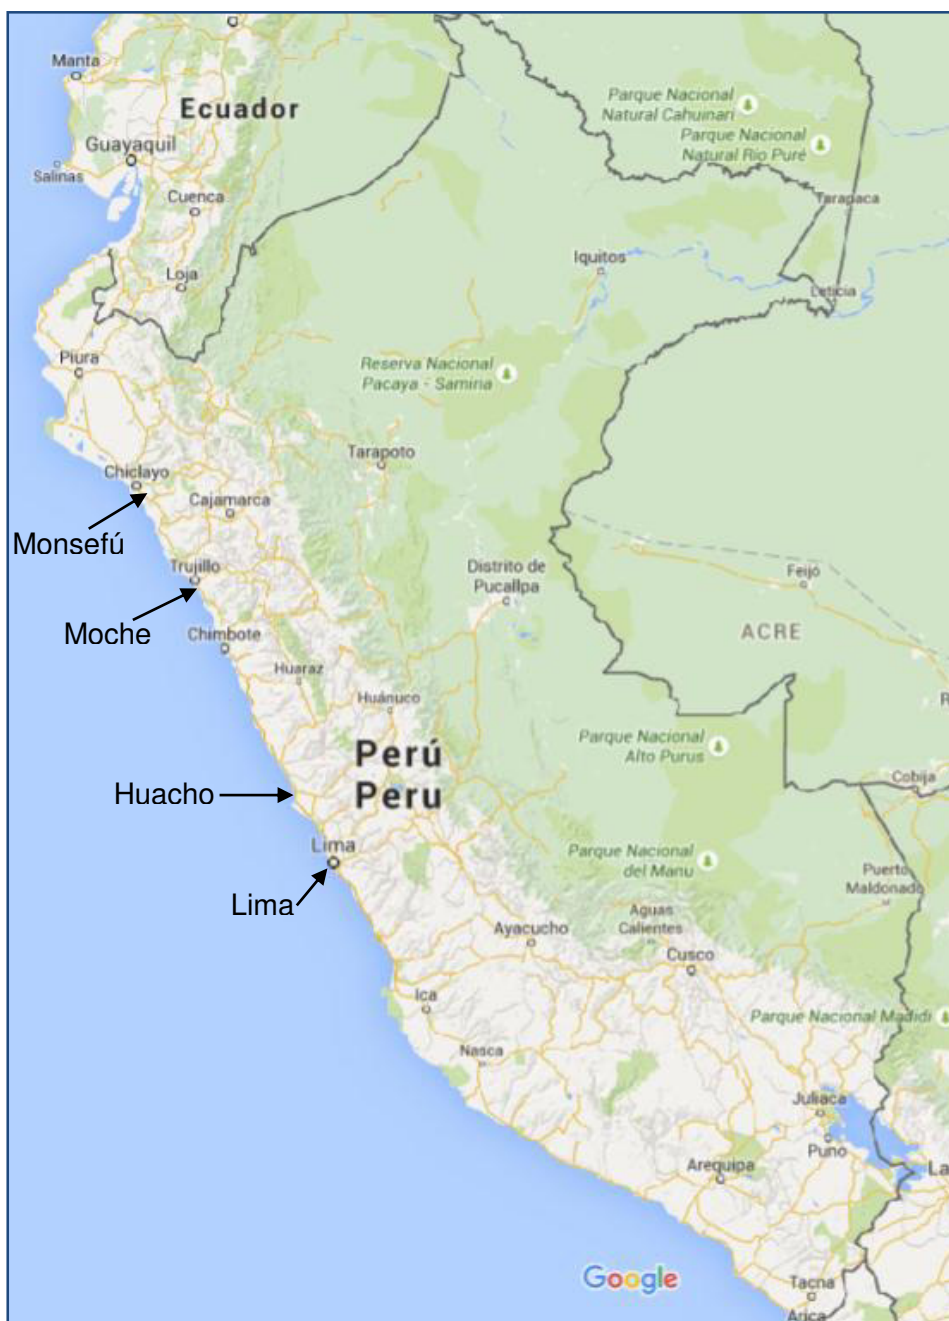 Manta
Ecuador
Parque Nacional
Natural Cahuinari
Parque Nacional
Natural Río Puré
Guayaquil
Salinas
Cuenca
Tarapaca
Loja
Iquitos
Leticia
Piura
Reserva Nacional
Pacaya - Samiria
Tarapoto
Chiclayo
Cajamarca
Monsefú
Trujillo
Distrito de
Pucallpa
Feijó
Moche
Chimbote
ACRE
Huaraz
Huánuco
Perú
Peru
Parque Nacional
Alto Purus
Cobija
Huacho
Lima
Parque Nacional
del Manu
Puerto
Maldonado
Lima
Aguas
Calientes
Ayacucho
Cusco
Ica
Parque Nacional Madidi
Nasca
Juliaca
Puno
La
Arequipa
Google
Tacna
Arica